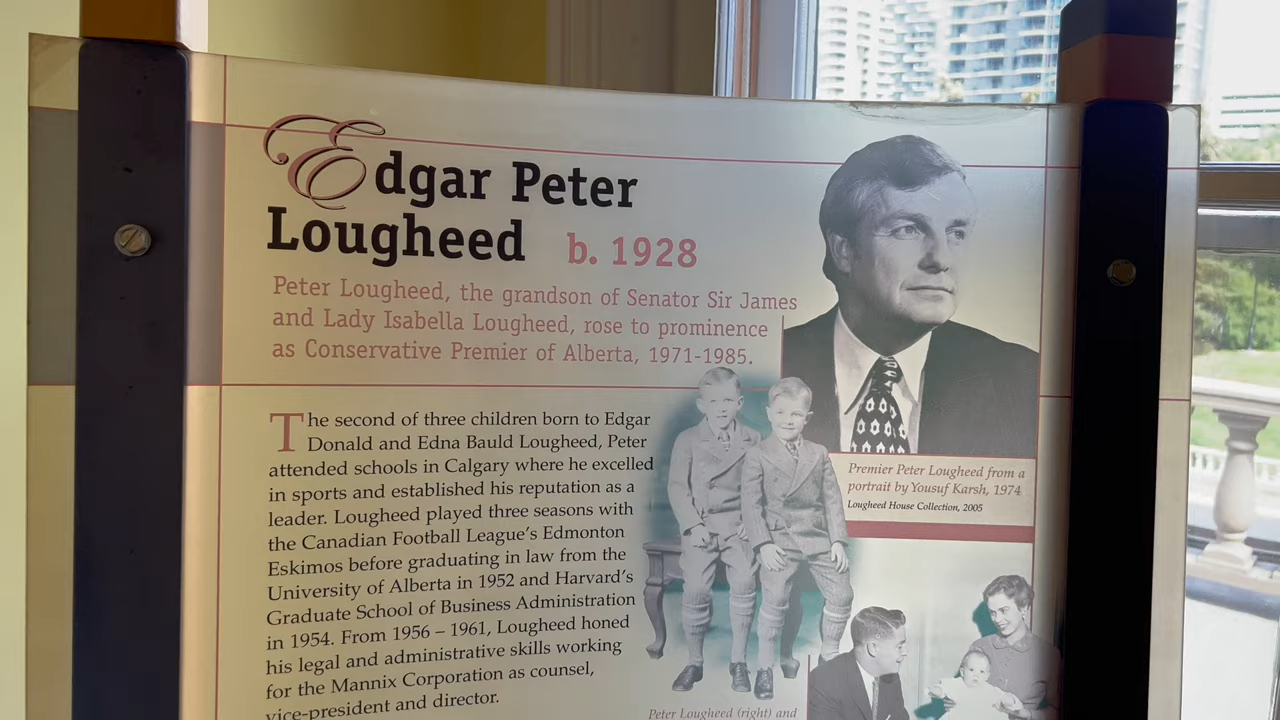 Edgar Peter
Lougheed b. 1928
Peter Lougheed, the grandson of Senator Sir James
and Lady Isabella Lougheed, rose to prominence
as Conservative Premier of Alberta, 1971-1985.
The second of three children born to Edgar
Donald and Edna Bauld Lougheed, Peter
attended schools in Calgary where he excelled
in sports and established his reputation as a
leader. Lougheed played three seasons with
the Canadian Football League's Edmonton
Eskimos before graduating in law from the
University of Alberta in 1952 and Harvard's
Graduate School of Business Administration
in 1954. From 1956 – 1961, Lougheed honed
his legal and administrative skills working
for the Mannix Corporation as counsel,
vice-president and director.
Premier Peter Lougheed from a
portrait by Yousuf Karsh, 1974
Lougheed House Collection, 2005
Peter Lougheed (right) and